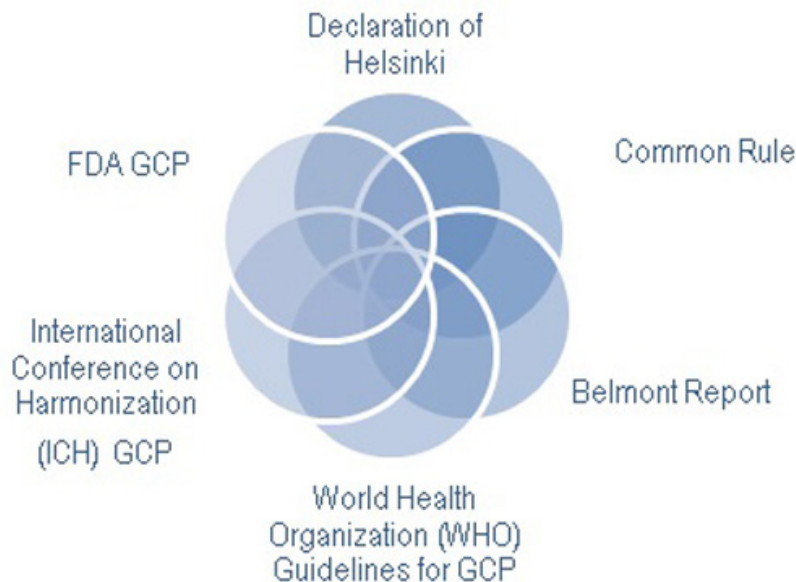 Declaration of
Helsinki
Common Rule
Belmont Report
World Health
Organization (WHO)
Guidelines for GCP
International
Conference on
Harmonization
(ICH) GCP
FDA GCP